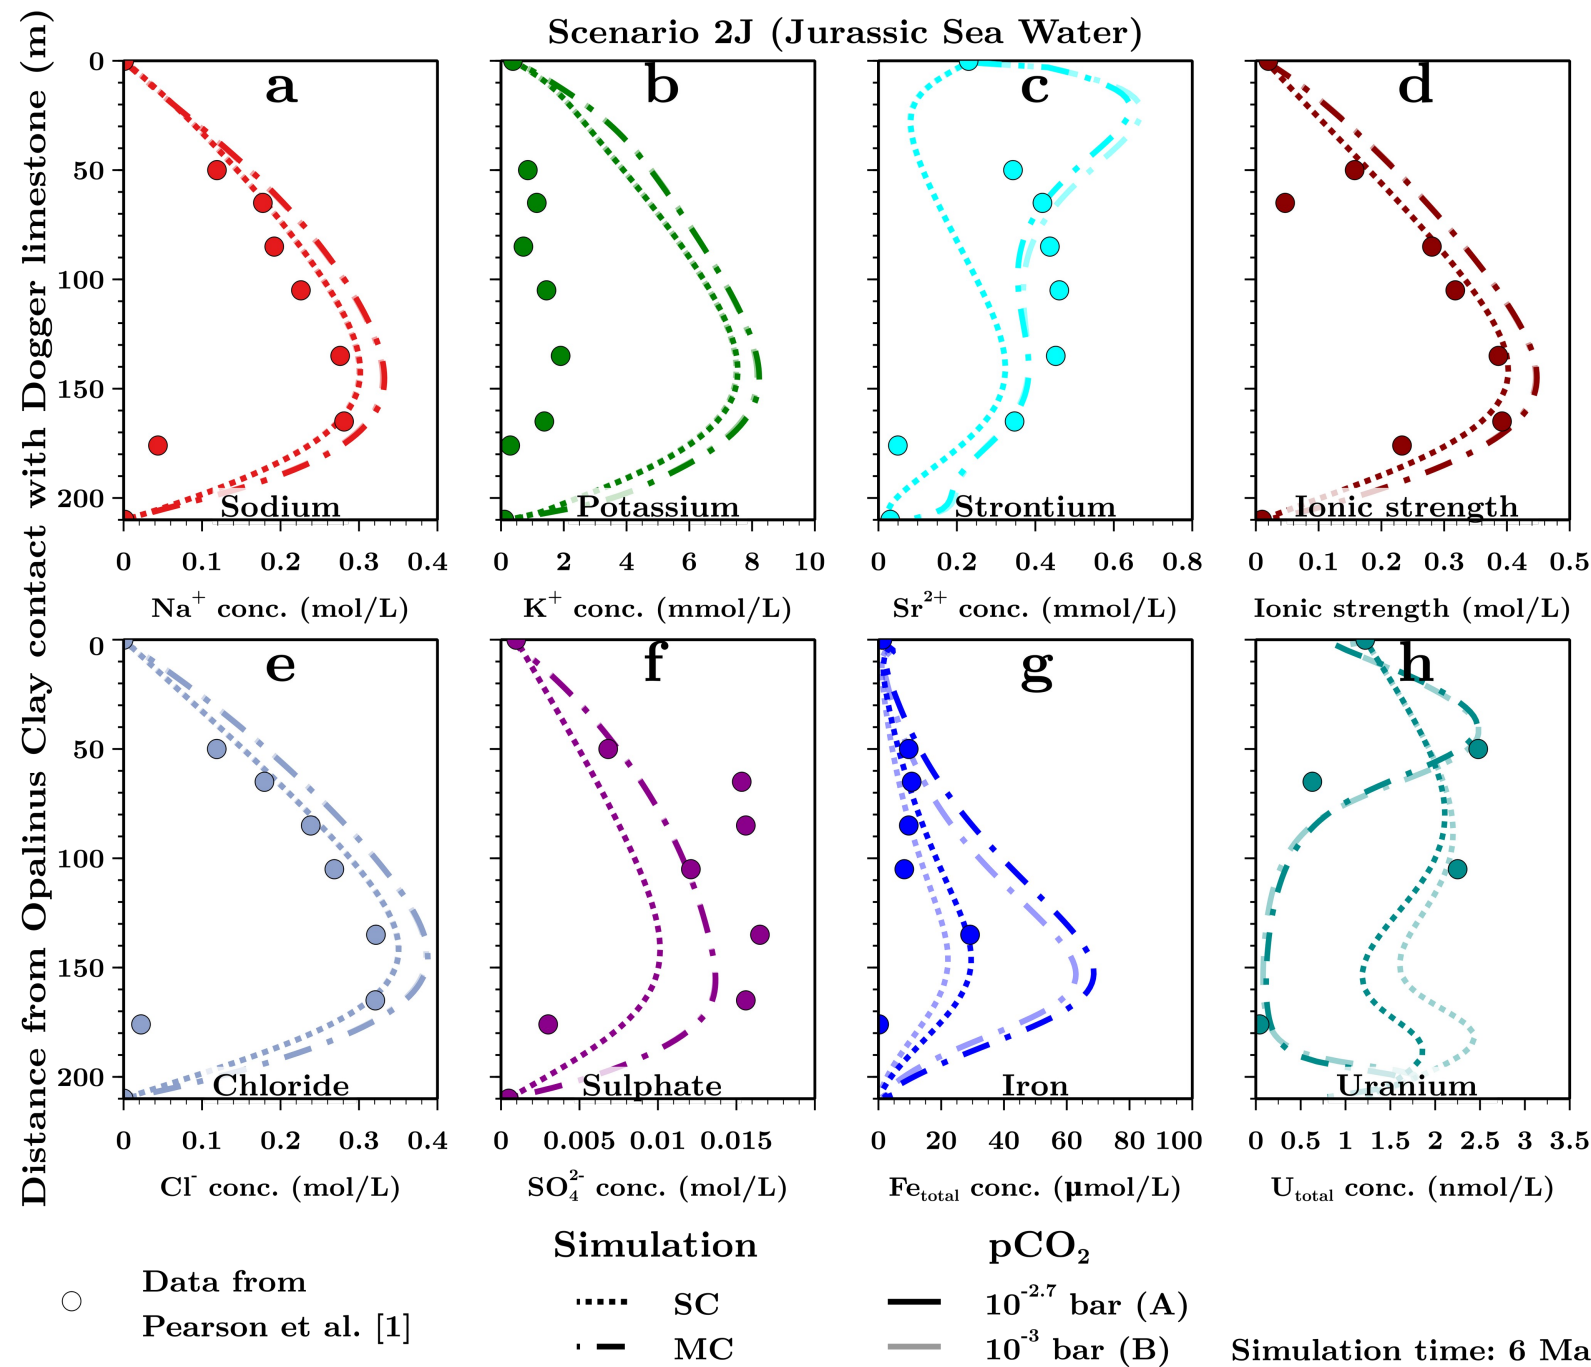 Scenario 2J (Jurassic Sea Water)
Distance from Opalinus Clay contact with Dogger limestone (m)
a b c d
0
50
100
150
200
Sodium Potassium Strontium Ionic strength
0 0.1 0.2 0.3 0.4 0 2 4 6 8 10 0 0.2 0.4 0.6 0.8 0 0.1 0.2 0.3 0.4 0.5
Na⁺ conc. (mol/L) K⁺ conc. (mmol/L) Sr²⁺ conc. (mmol/L) Ionic strength (mol/L)
e f g h
0
50
100
150
200
Chloride Sulphate Iron Uranium
0 0.1 0.2 0.3 0.4 0 0.005 0.01 0.015 0 20 40 60 80 100 0 0.5 1 1.5 2 2.5 3 3.5
Cl⁻ conc. (mol/L) SO₄²⁻ conc. (mol/L) Fe_total conc. (μmol/L) U_total conc. (nmol/L)
Simulation pCO₂
Data from
Pearson et al. [1]
SC 10⁻²·⁷ bar (A)
MC 10⁻³ bar (B)
Simulation time: 6 Ma